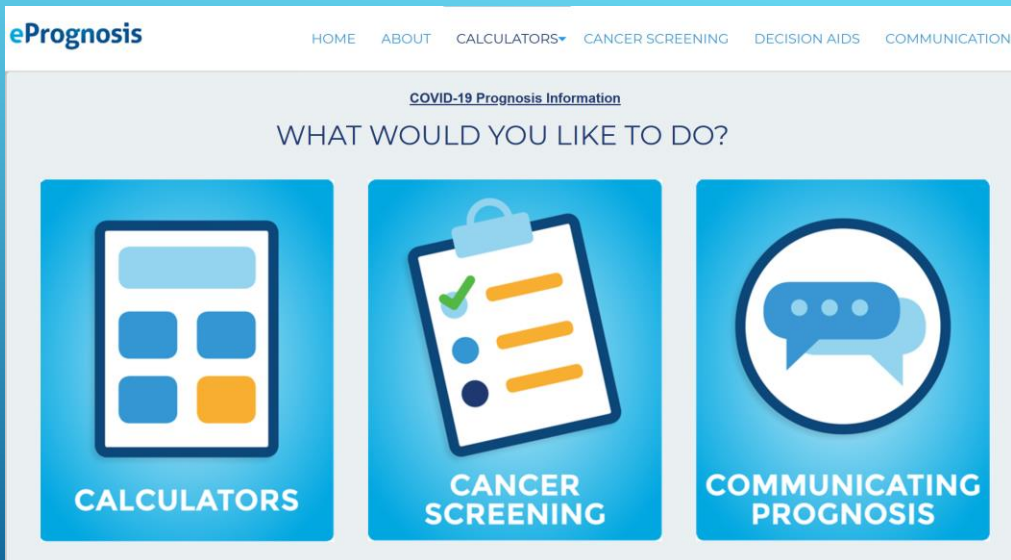 ePrognosis
HOME ABOUT CALCULATORS CANCER SCREENING DECISION AIDS COMMUNICATION
COVID-19 Prognosis Information
WHAT WOULD YOU LIKE TO DO?
CALCULATORS
CANCER
SCREENING
COMMUNICATING
PROGNOSIS